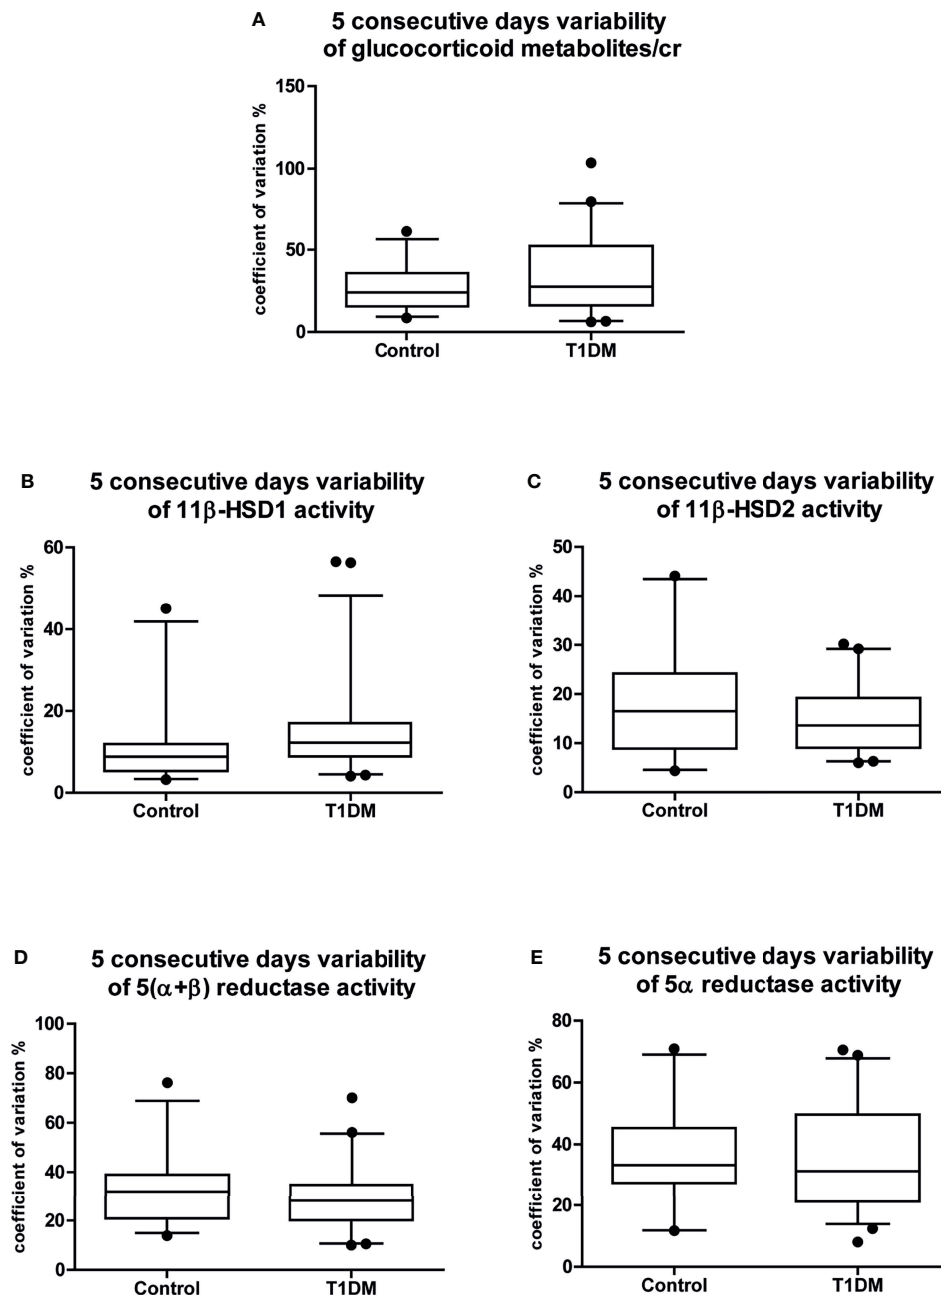 A
5 consecutive days variability
of glucocorticoid metabolites/cr
coefficient of variation %
150
100
50
0
Control
T1DM
B
5 consecutive days variability
of 11β-HSD1 activity
coefficient of variation %
60
40
20
0
Control
T1DM
C
5 consecutive days variability
of 11β-HSD2 activity
coefficient of variation %
50
40
30
20
10
0
Control
T1DM
D
5 consecutive days variability
of 5(α+β) reductase activity
coefficient of variation %
100
80
60
40
20
0
Control
T1DM
E
5 consecutive days variability
of 5α reductase activity
coefficient of variation %
80
60
40
20
0
Control
T1DM